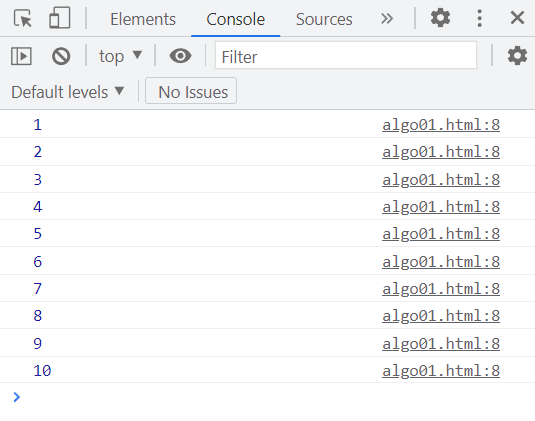 Elements Console Sources
top Filter
Default levels No Issues
1 algo01.html:8
2 algo01.html:8
3 algo01.html:8
4 algo01.html:8
5 algo01.html:8
6 algo01.html:8
7 algo01.html:8
8 algo01.html:8
9 algo01.html:8
10 algo01.html:8